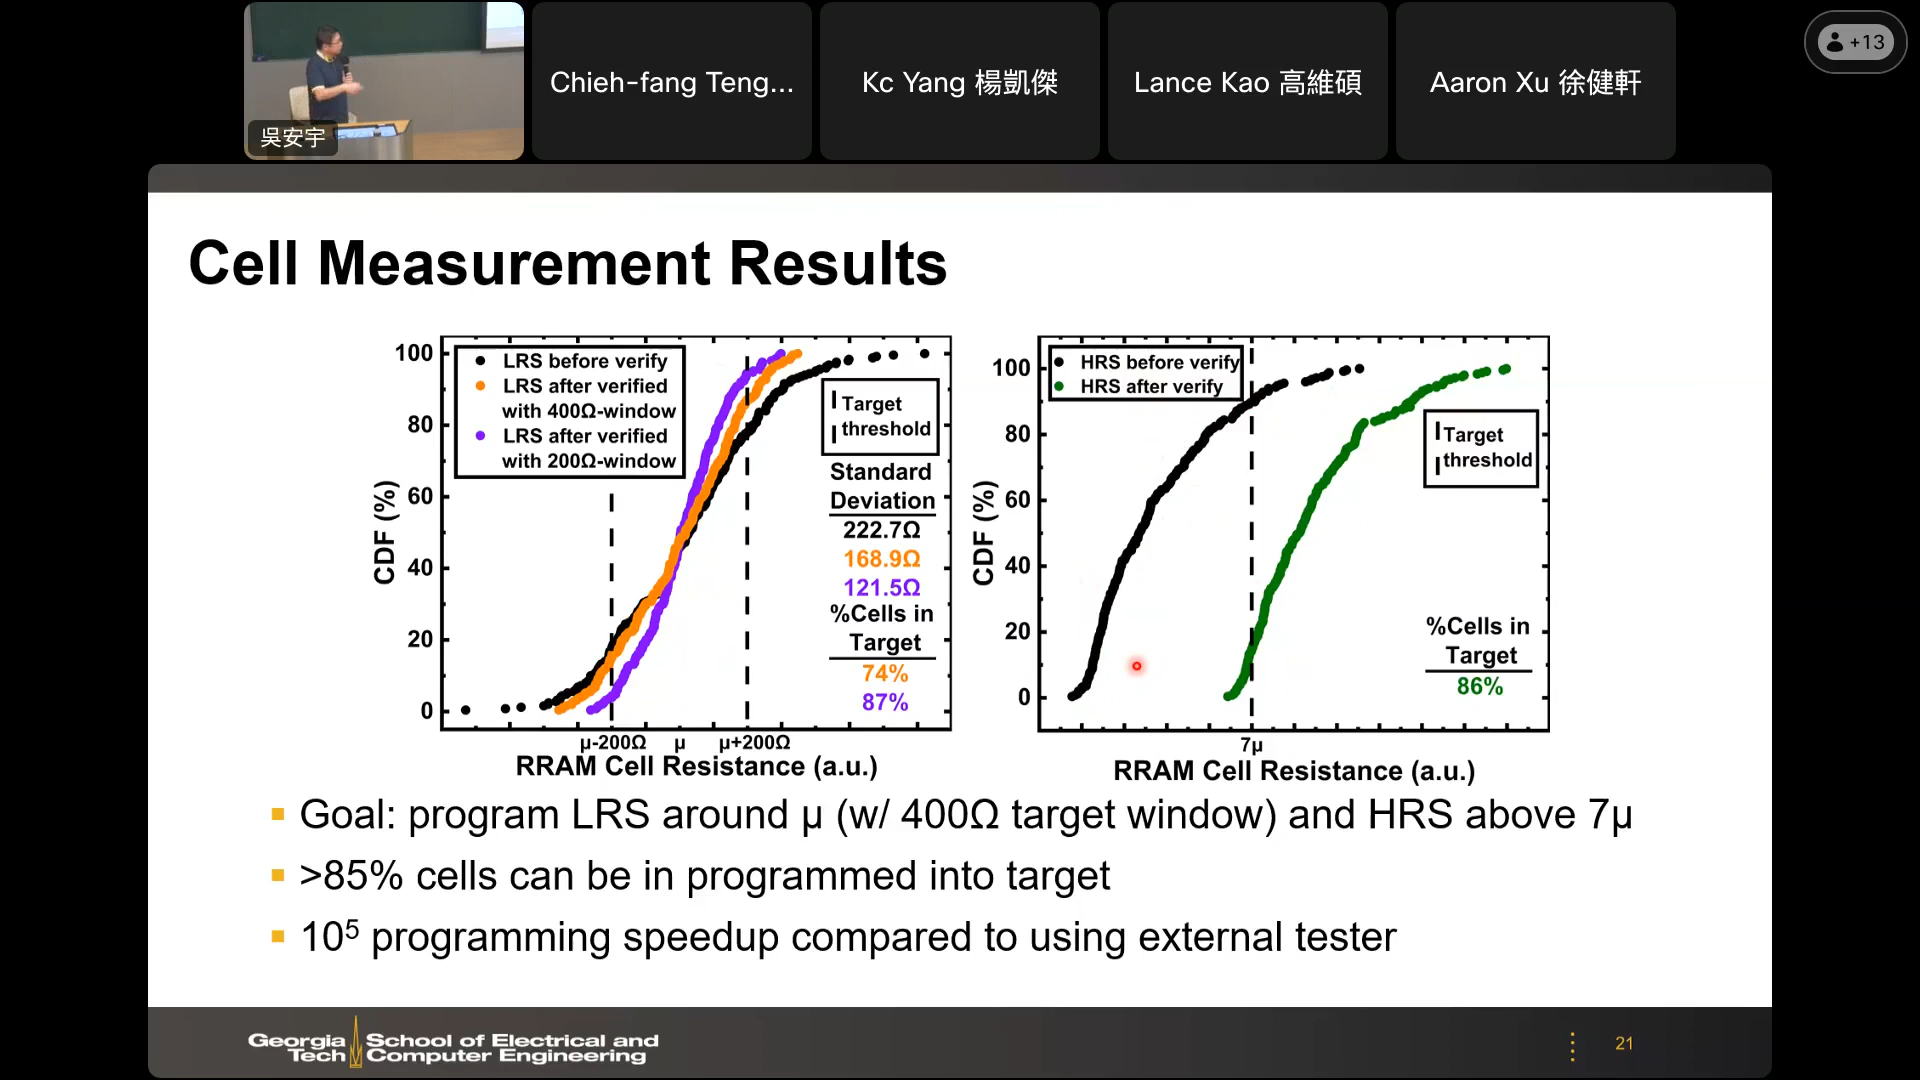 吳安宇
Chieh-fang Teng...
Kc Yang 楊凱傑
Lance Kao 高維碩
Aaron Xu 徐健軒
+13
Cell Measurement Results
100
80
60
40
20
0
CDF (%)
LRS before verify
LRS after verified
with 400Ω-window
LRS after verified
with 200Ω-window
Target
threshold
Standard
Deviation
222.7Ω
168.9Ω
121.5Ω
%Cells in
Target
74%
87%
μ-200Ω μ μ+200Ω
RRAM Cell Resistance (a.u.)
100
80
60
40
20
0
CDF (%)
HRS before verify
HRS after verify
Target
threshold
%Cells in
Target
86%
7μ
RRAM Cell Resistance (a.u.)
Goal: program LRS around μ (w/ 400Ω target window) and HRS above 7μ
>85% cells can be in programmed into target
10⁵ programming speedup compared to using external tester
Georgia Tech
School of Electrical and
Computer Engineering
21